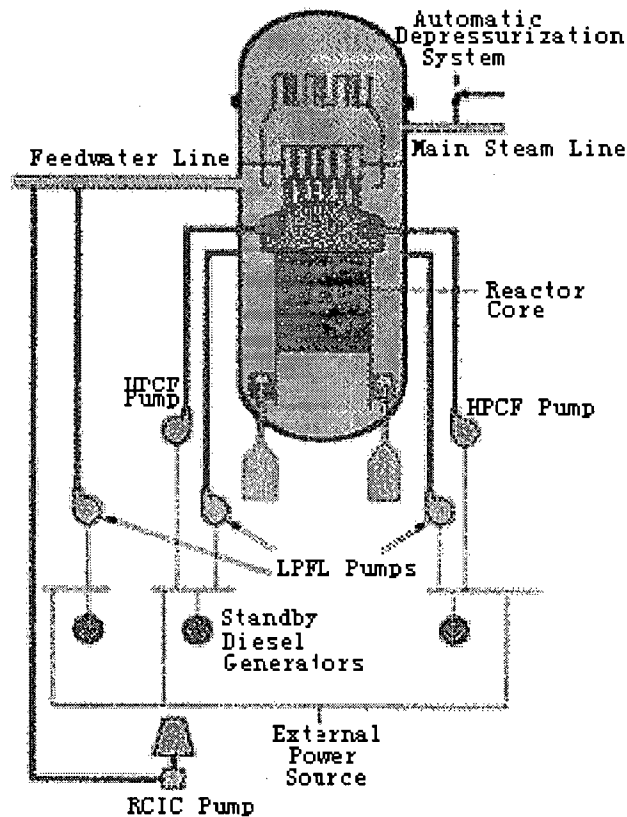 Automatic
Depressurization
System
Feedwater Line
Main Steam Line
Reactor
Core
HPCF
Pump
HPCF Pump
LPFL Pumps
Standby
Diesel
Generators
External
Power
Source
RCIC Pump